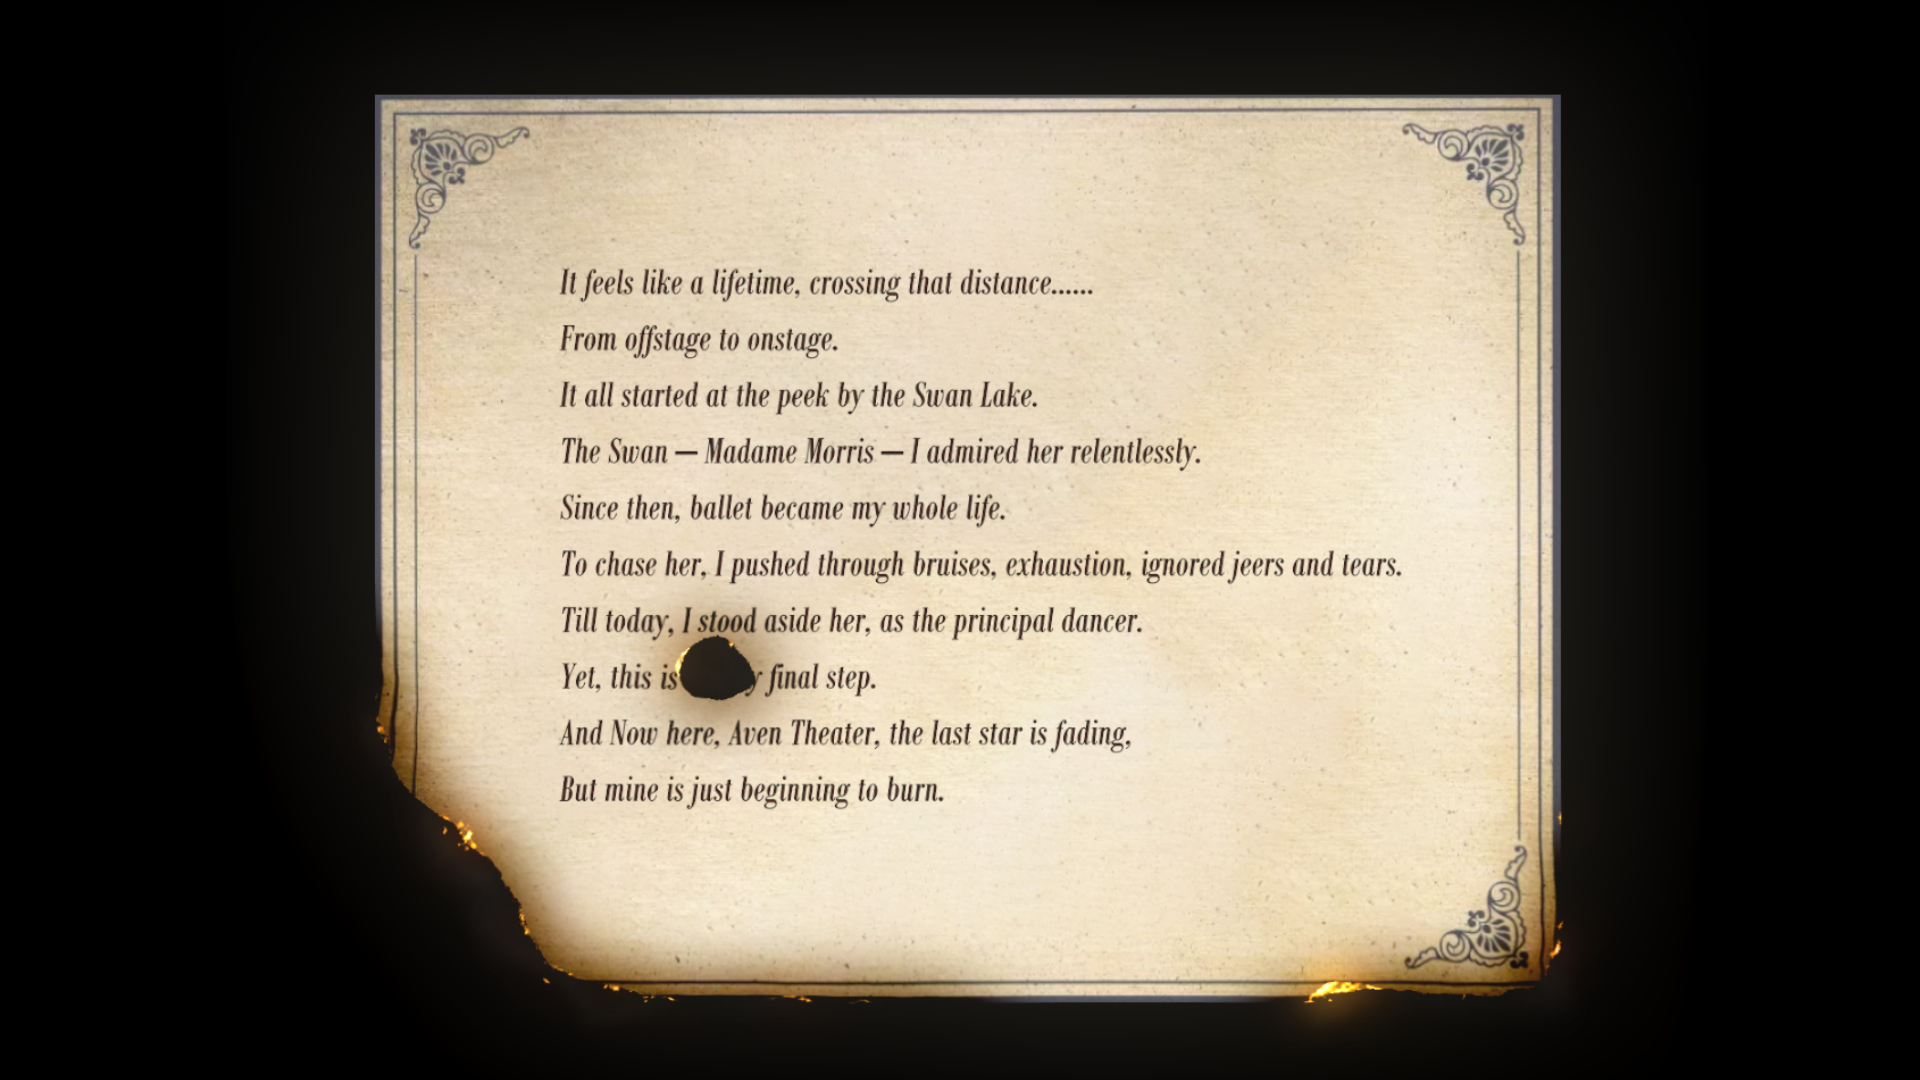 It feels like a lifetime, crossing that distance......
From offstage to onstage.
It all started at the peek by the Swan Lake.
The Swan — Madame Morris — I admired her relentlessly.
Since then, ballet became my whole life.
To chase her, I pushed through bruises, exhaustion, ignored jeers and tears.
Till today, I stood aside her, as the principal dancer.
Yet, this is final step.
And Now here, Aven Theater, the last star is fading,
But mine is just beginning to burn.